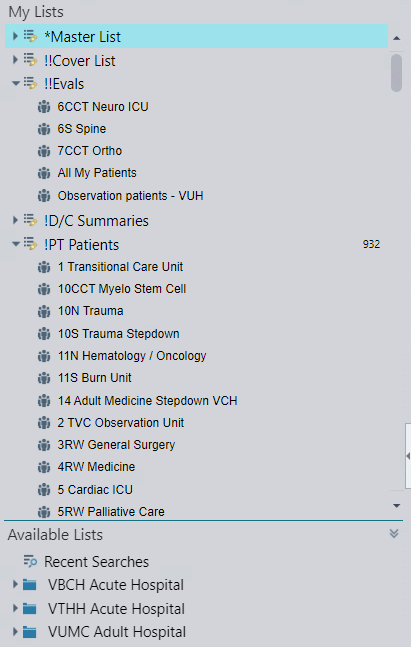 My Lists
*Master List
!!Cover List
!!Evals
6CCT Neuro ICU
6S Spine
7CCT Ortho
All My Patients
Observation patients - VUH
!D/C Summaries
!PT Patients 932
1 Transitional Care Unit
10CCT Myelo Stem Cell
10N Trauma
10S Trauma Stepdown
11N Hematology / Oncology
11S Burn Unit
14 Adult Medicine Stepdown VCH
2 TVC Observation Unit
3RW General Surgery
4RW Medicine
5 Cardiac ICU
5RW Palliative Care
Available Lists
Recent Searches
VBCH Acute Hospital
VTHH Acute Hospital
VUMC Adult Hospital